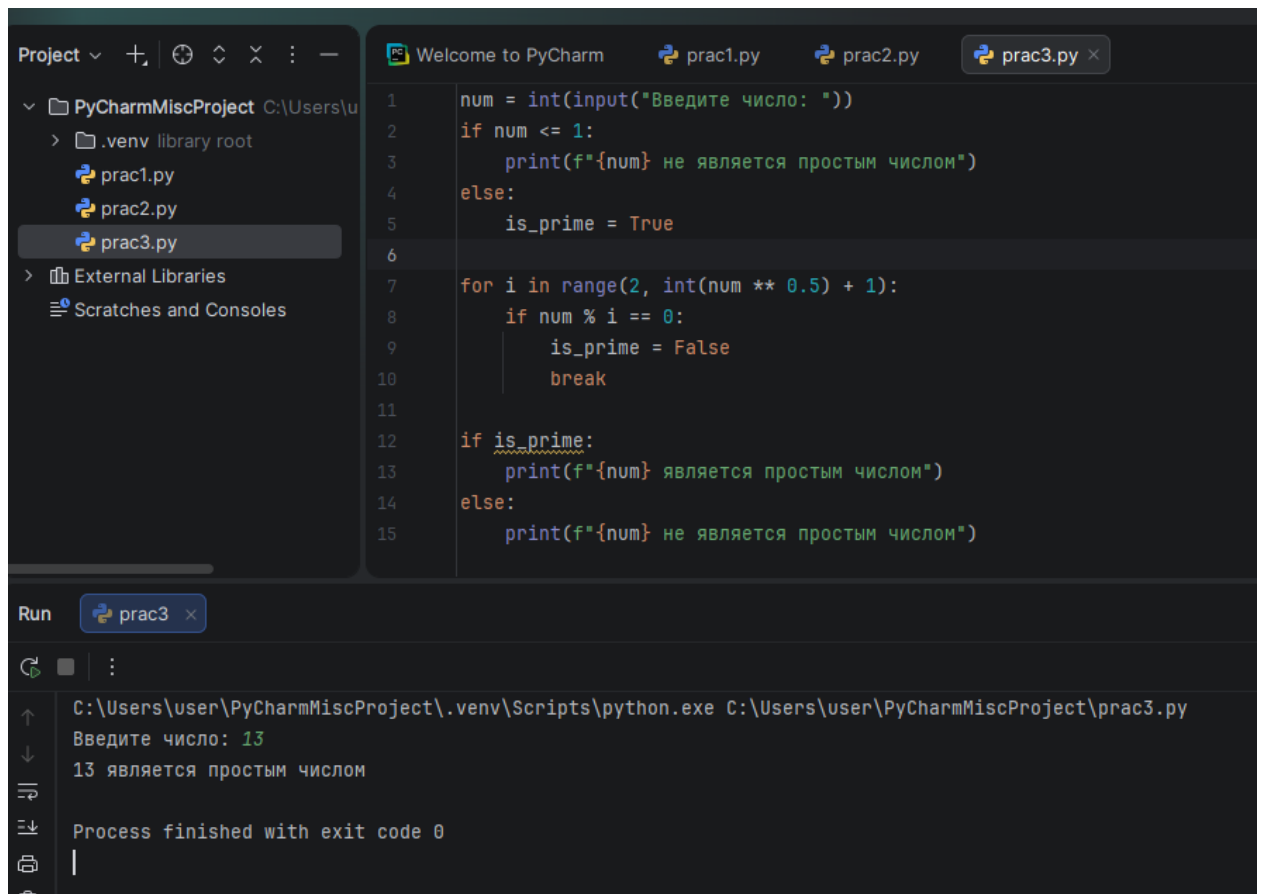 Project
Welcome to PyCharm
prac1.py
prac2.py
prac3.py
PyCharmMiscProject C:\Users\u
.venv library root
prac1.py
prac2.py
prac3.py
External Libraries
Scratches and Consoles
1 num = int(input("Введите число: "))
2 if num <= 1:
3     print(f"{num} не является простым числом")
4 else:
5     is_prime = True
6
7 for i in range(2, int(num ** 0.5) + 1):
8     if num % i == 0:
9         is_prime = False
10         break
11
12 if is_prime:
13     print(f"{num} является простым числом")
14 else:
15     print(f"{num} не является простым числом")
Run
prac3
C:\Users\user\PyCharmMiscProject\.venv\Scripts\python.exe C:\Users\user\PyCharmMiscProject\prac3.py
Введите число: 13
13 является простым числом
Process finished with exit code 0